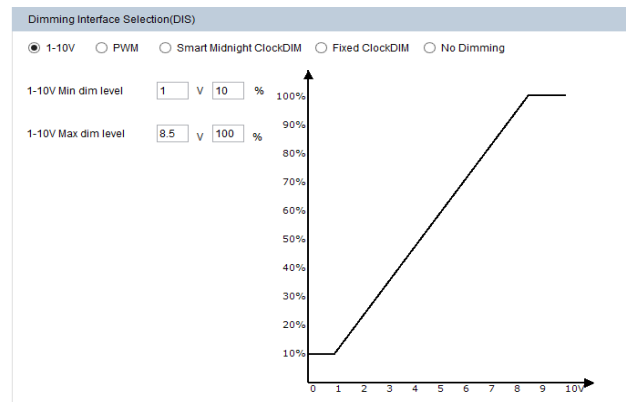 Dimming Interface Selection(DIS)
1-10V PWM Smart Midnight ClockDIM Fixed ClockDIM No Dimming
1-10V Min dim level 1 V 10 %
1-10V Max dim level 8.5 V 100 %
100%
90%
80%
70%
60%
50%
40%
30%
20%
10%
0 1 2 3 4 5 6 7 8 9 10V